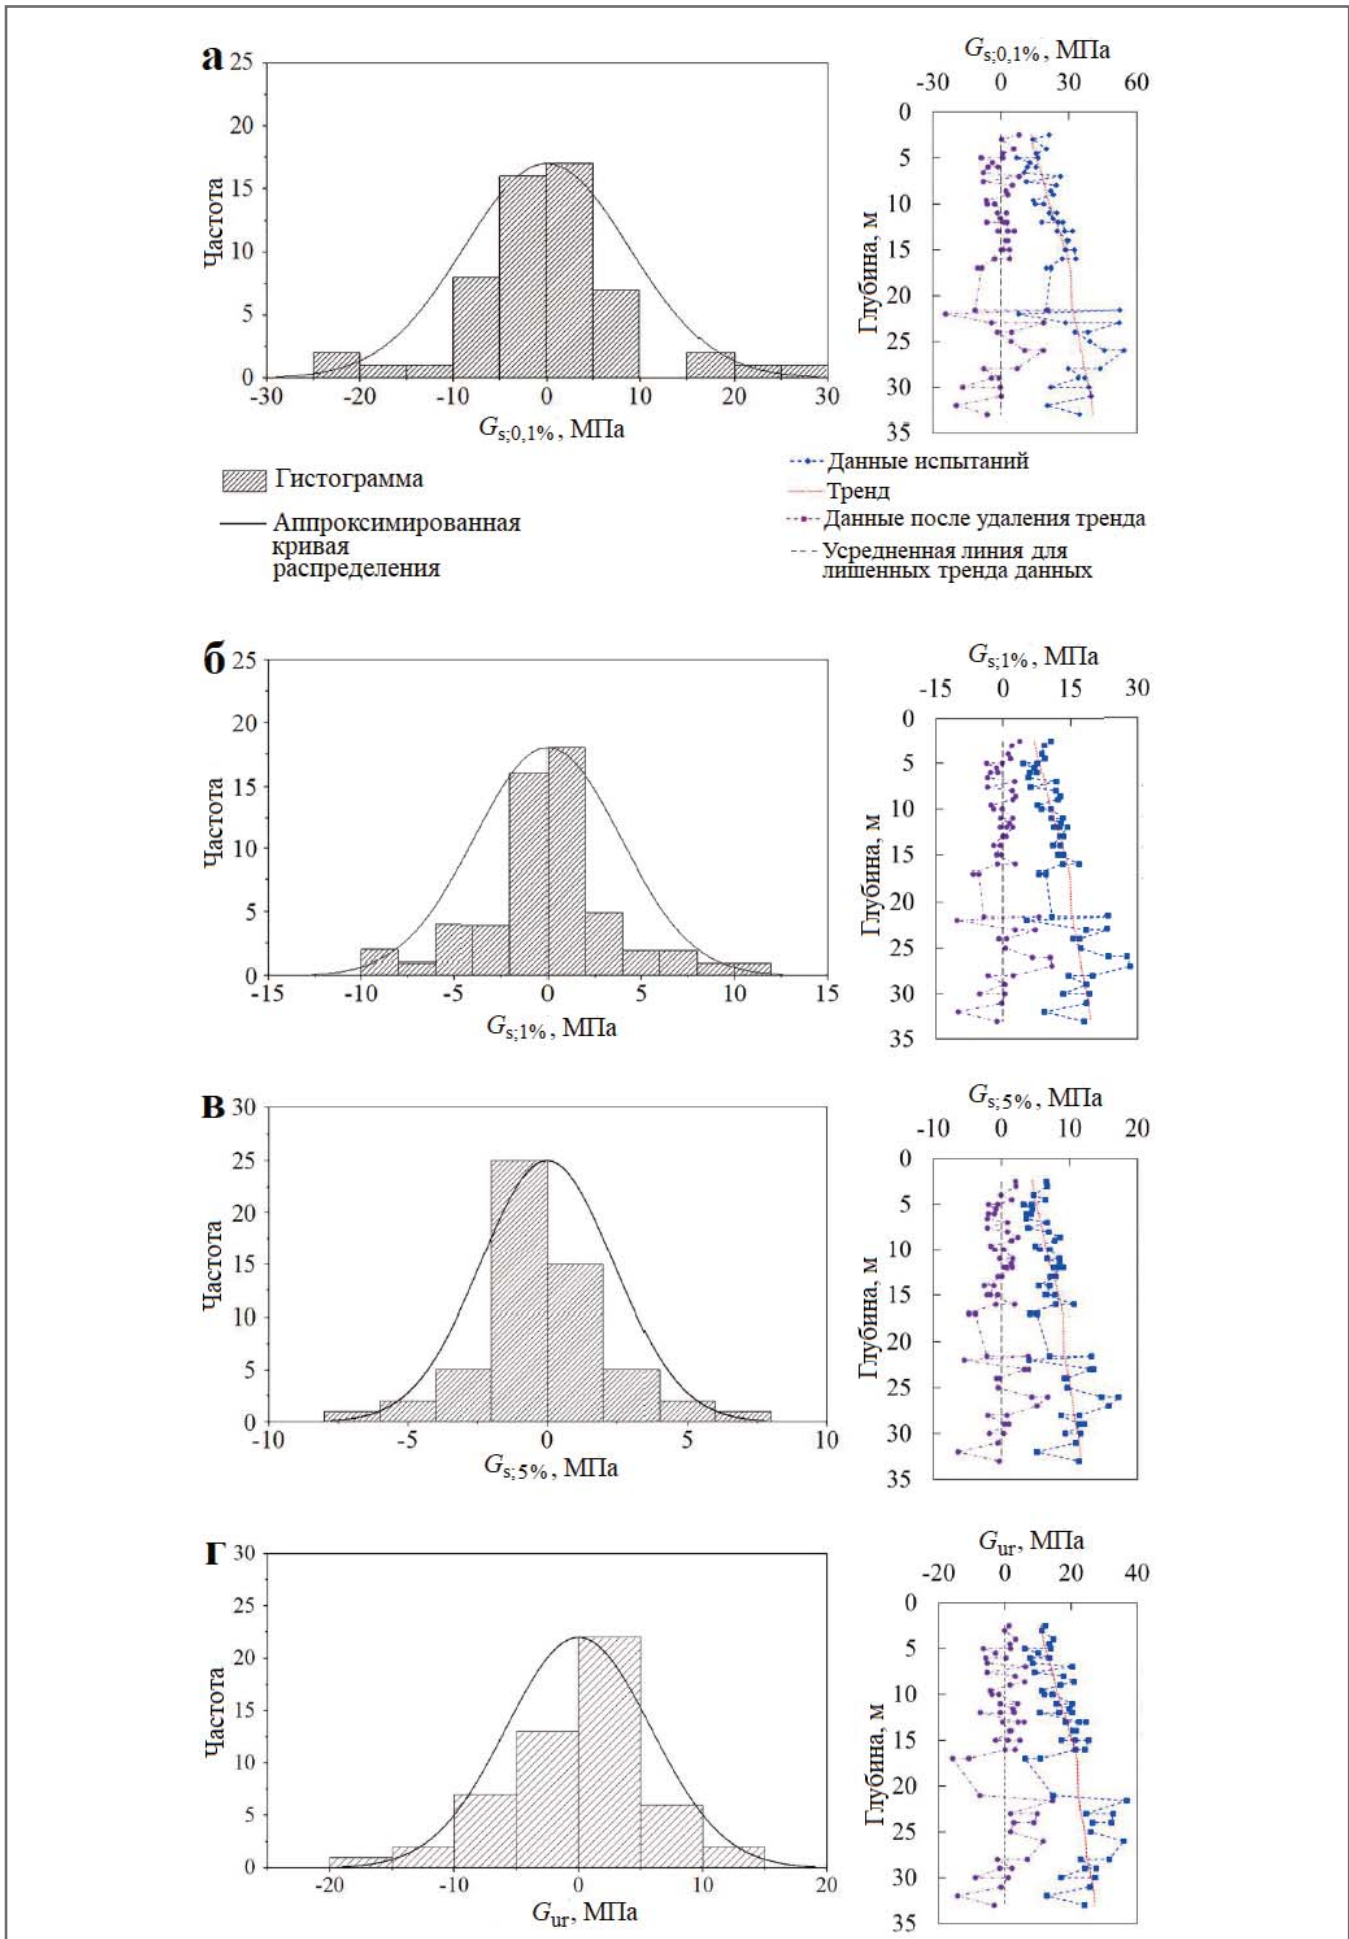 а
25
20
15
10
5
0
Частота
-30 -20 -10 0 10 20 30
Gs;0,1%, МПа
Gs;0,1%, МПа
-30 0 30 60
0
5
10
15
20
25
30
35
Глубина, м
Гистограмма
Аппроксимированная
кривая
распределения
Данные испытаний
Тренд
Данные после удаления тренда
Усредненная линия для
лишенных тренда данных
б
25
20
15
10
5
0
Частота
-15 -10 -5 0 5 10 15
Gs;1%, МПа
Gs;1%, МПа
-15 0 15 30
0
5
10
15
20
25
30
35
Глубина, м
в
30
25
20
15
10
5
0
Частота
-10 -5 0 5 10
Gs;5%, МПа
Gs;5%, МПа
-10 0 10 20
0
5
10
15
20
25
30
35
Глубина, м
г
30
25
20
15
10
5
0
Частота
-20 -10 0 10 20
Gur, МПа
Gur, МПа
-20 0 20 40
0
5
10
15
20
25
30
35
Глубина, м